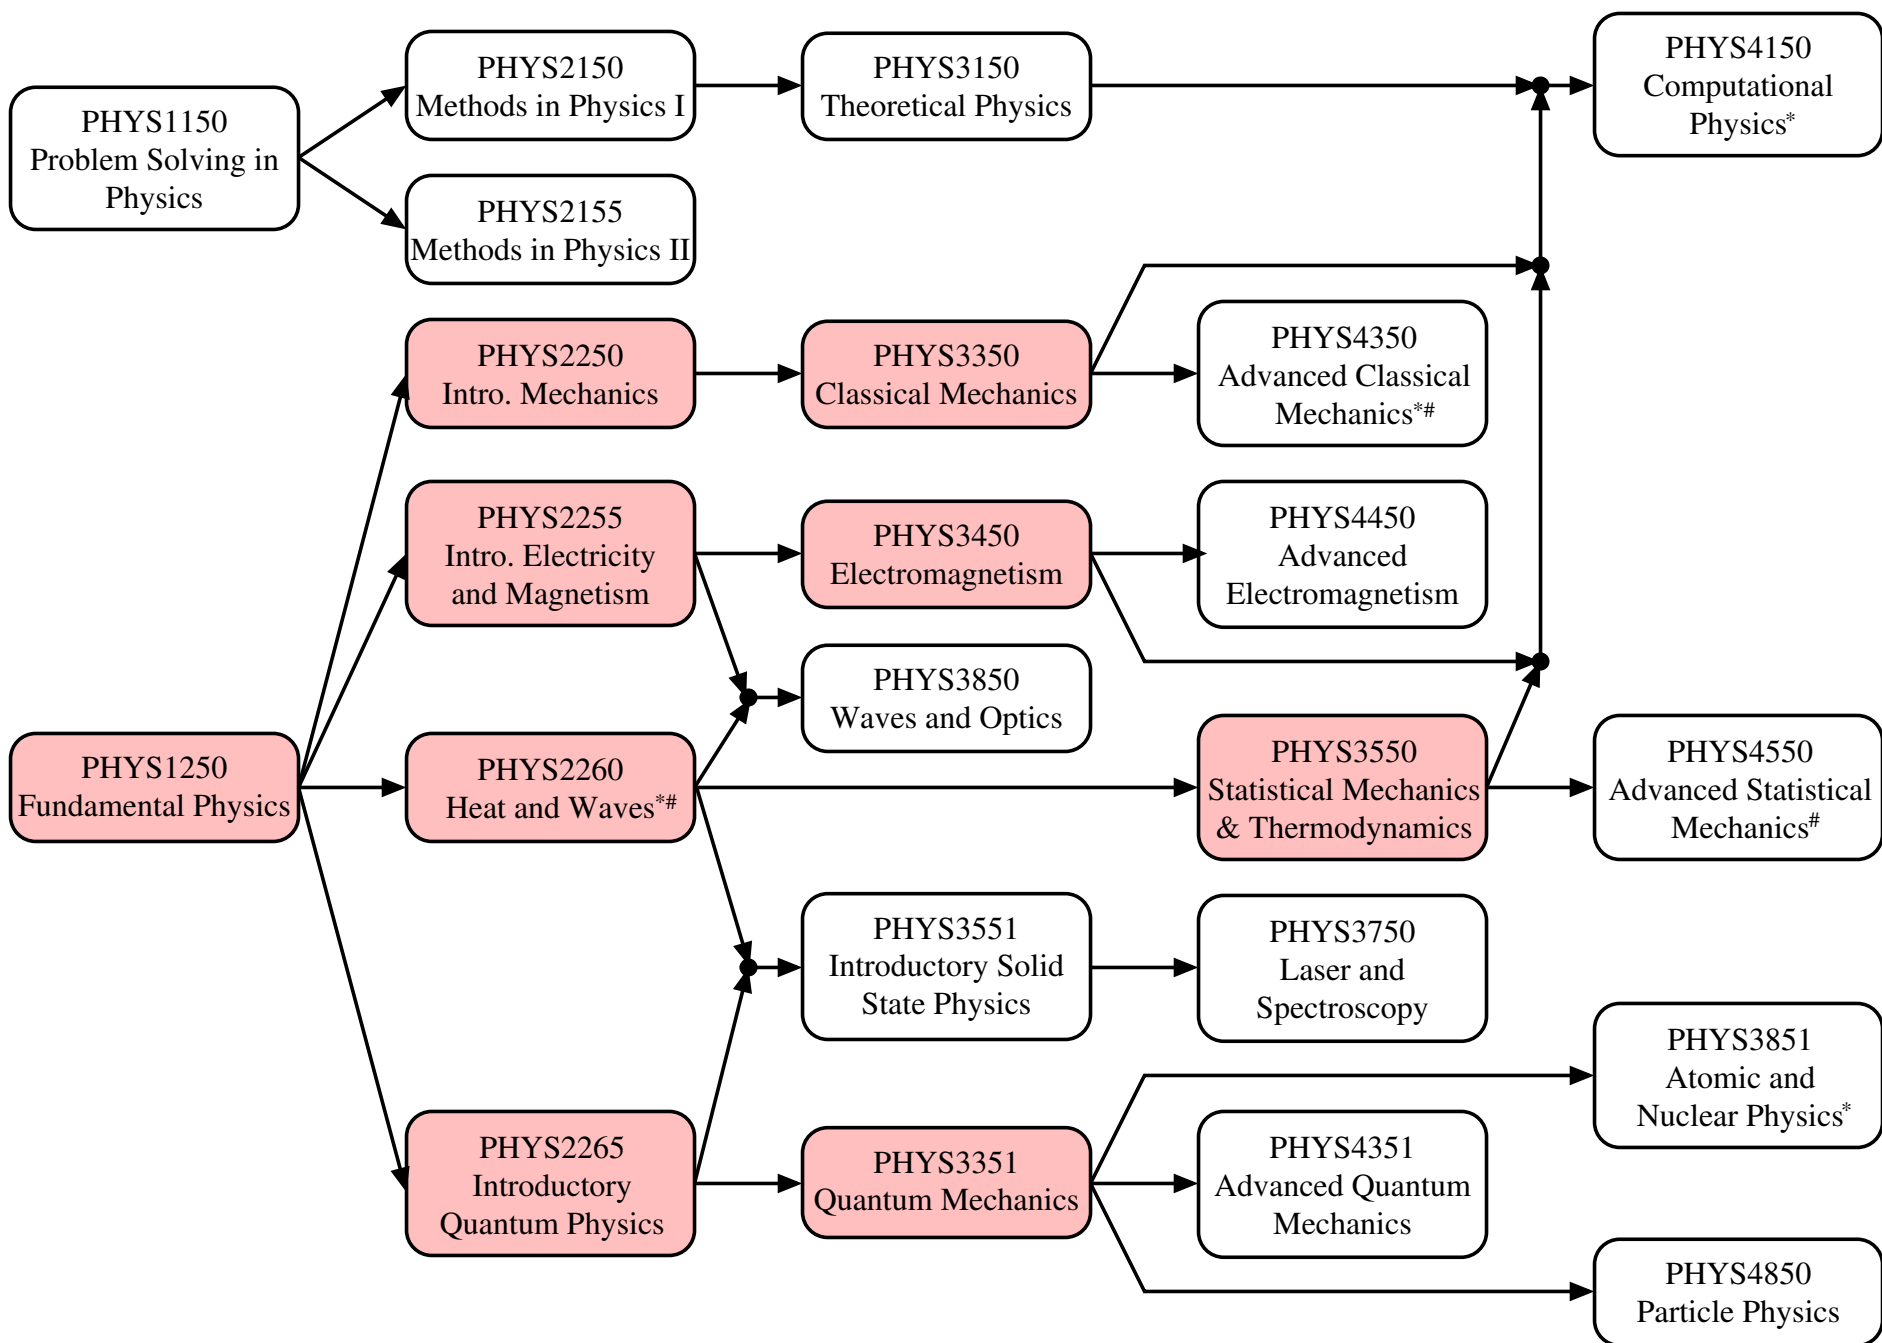 PHYS1150
Problem Solving in
Physics
PHYS2150
Methods in Physics I
PHYS3150
Theoretical Physics
PHYS4150
Computational
Physics*
PHYS2155
Methods in Physics II
PHYS2250
Intro. Mechanics
PHYS3350
Classical Mechanics
PHYS4350
Advanced Classical
Mechanics*#
PHYS2255
Intro. Electricity
and Magnetism
PHYS3450
Electromagnetism
PHYS4450
Advanced
Electromagnetism
PHYS3850
Waves and Optics
PHYS1250
Fundamental Physics
PHYS2260
Heat and Waves*#
PHYS3550
Statistical Mechanics
& Thermodynamics
PHYS4550
Advanced Statistical
Mechanics#
PHYS3551
Introductory Solid
State Physics
PHYS3750
Laser and
Spectroscopy
PHYS3851
Atomic and
Nuclear Physics*
PHYS2265
Introductory
Quantum Physics
PHYS3351
Quantum Mechanics
PHYS4351
Advanced Quantum
Mechanics
PHYS4850
Particle Physics